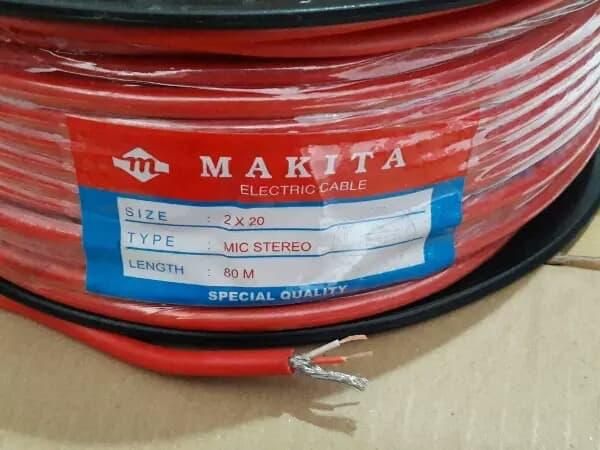 m MAKITA
ELECTRIC CABLE
SIZE : 2 X 20
TYPE : MIC STEREO
LENGTH : 80 M
SPECIAL QUALITY